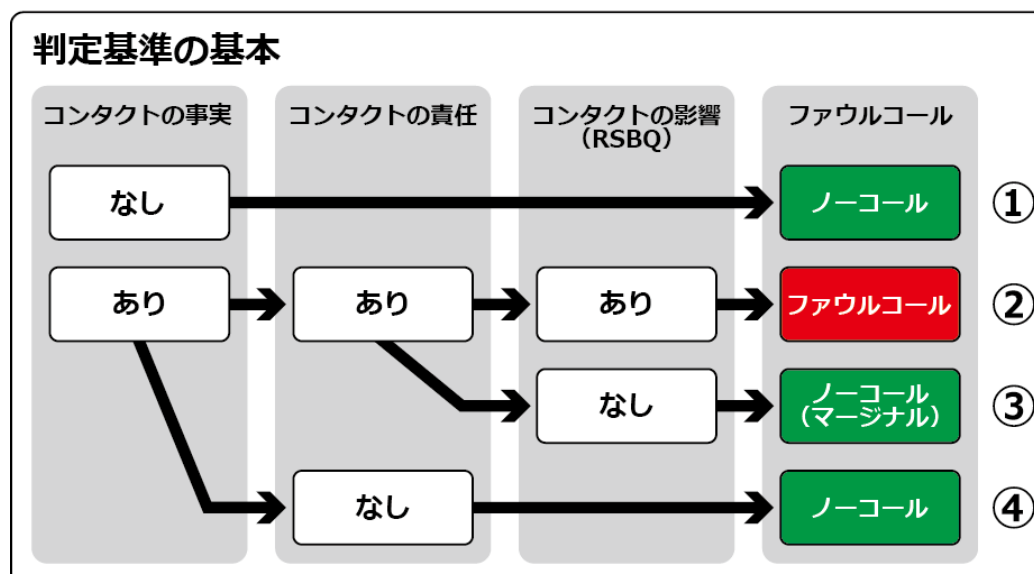 判定基準の基本
コンタクトの事実
コンタクトの責任
コンタクトの影響
（RSBQ）
ファウルコール
なし
ノーコール
①
あり
あり
あり
ファウルコール
②
なし
ノーコール
（マージナル）
③
なし
ノーコール
④